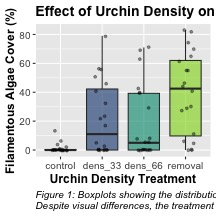 Effect of Urchin Density on
Filamentous Algae Cover (%)
80
60
40
20
0
control dens_33 dens_66 removal
Urchin Density Treatment
Figure 1: Boxplots showing the
Despite visual differences, the treatment